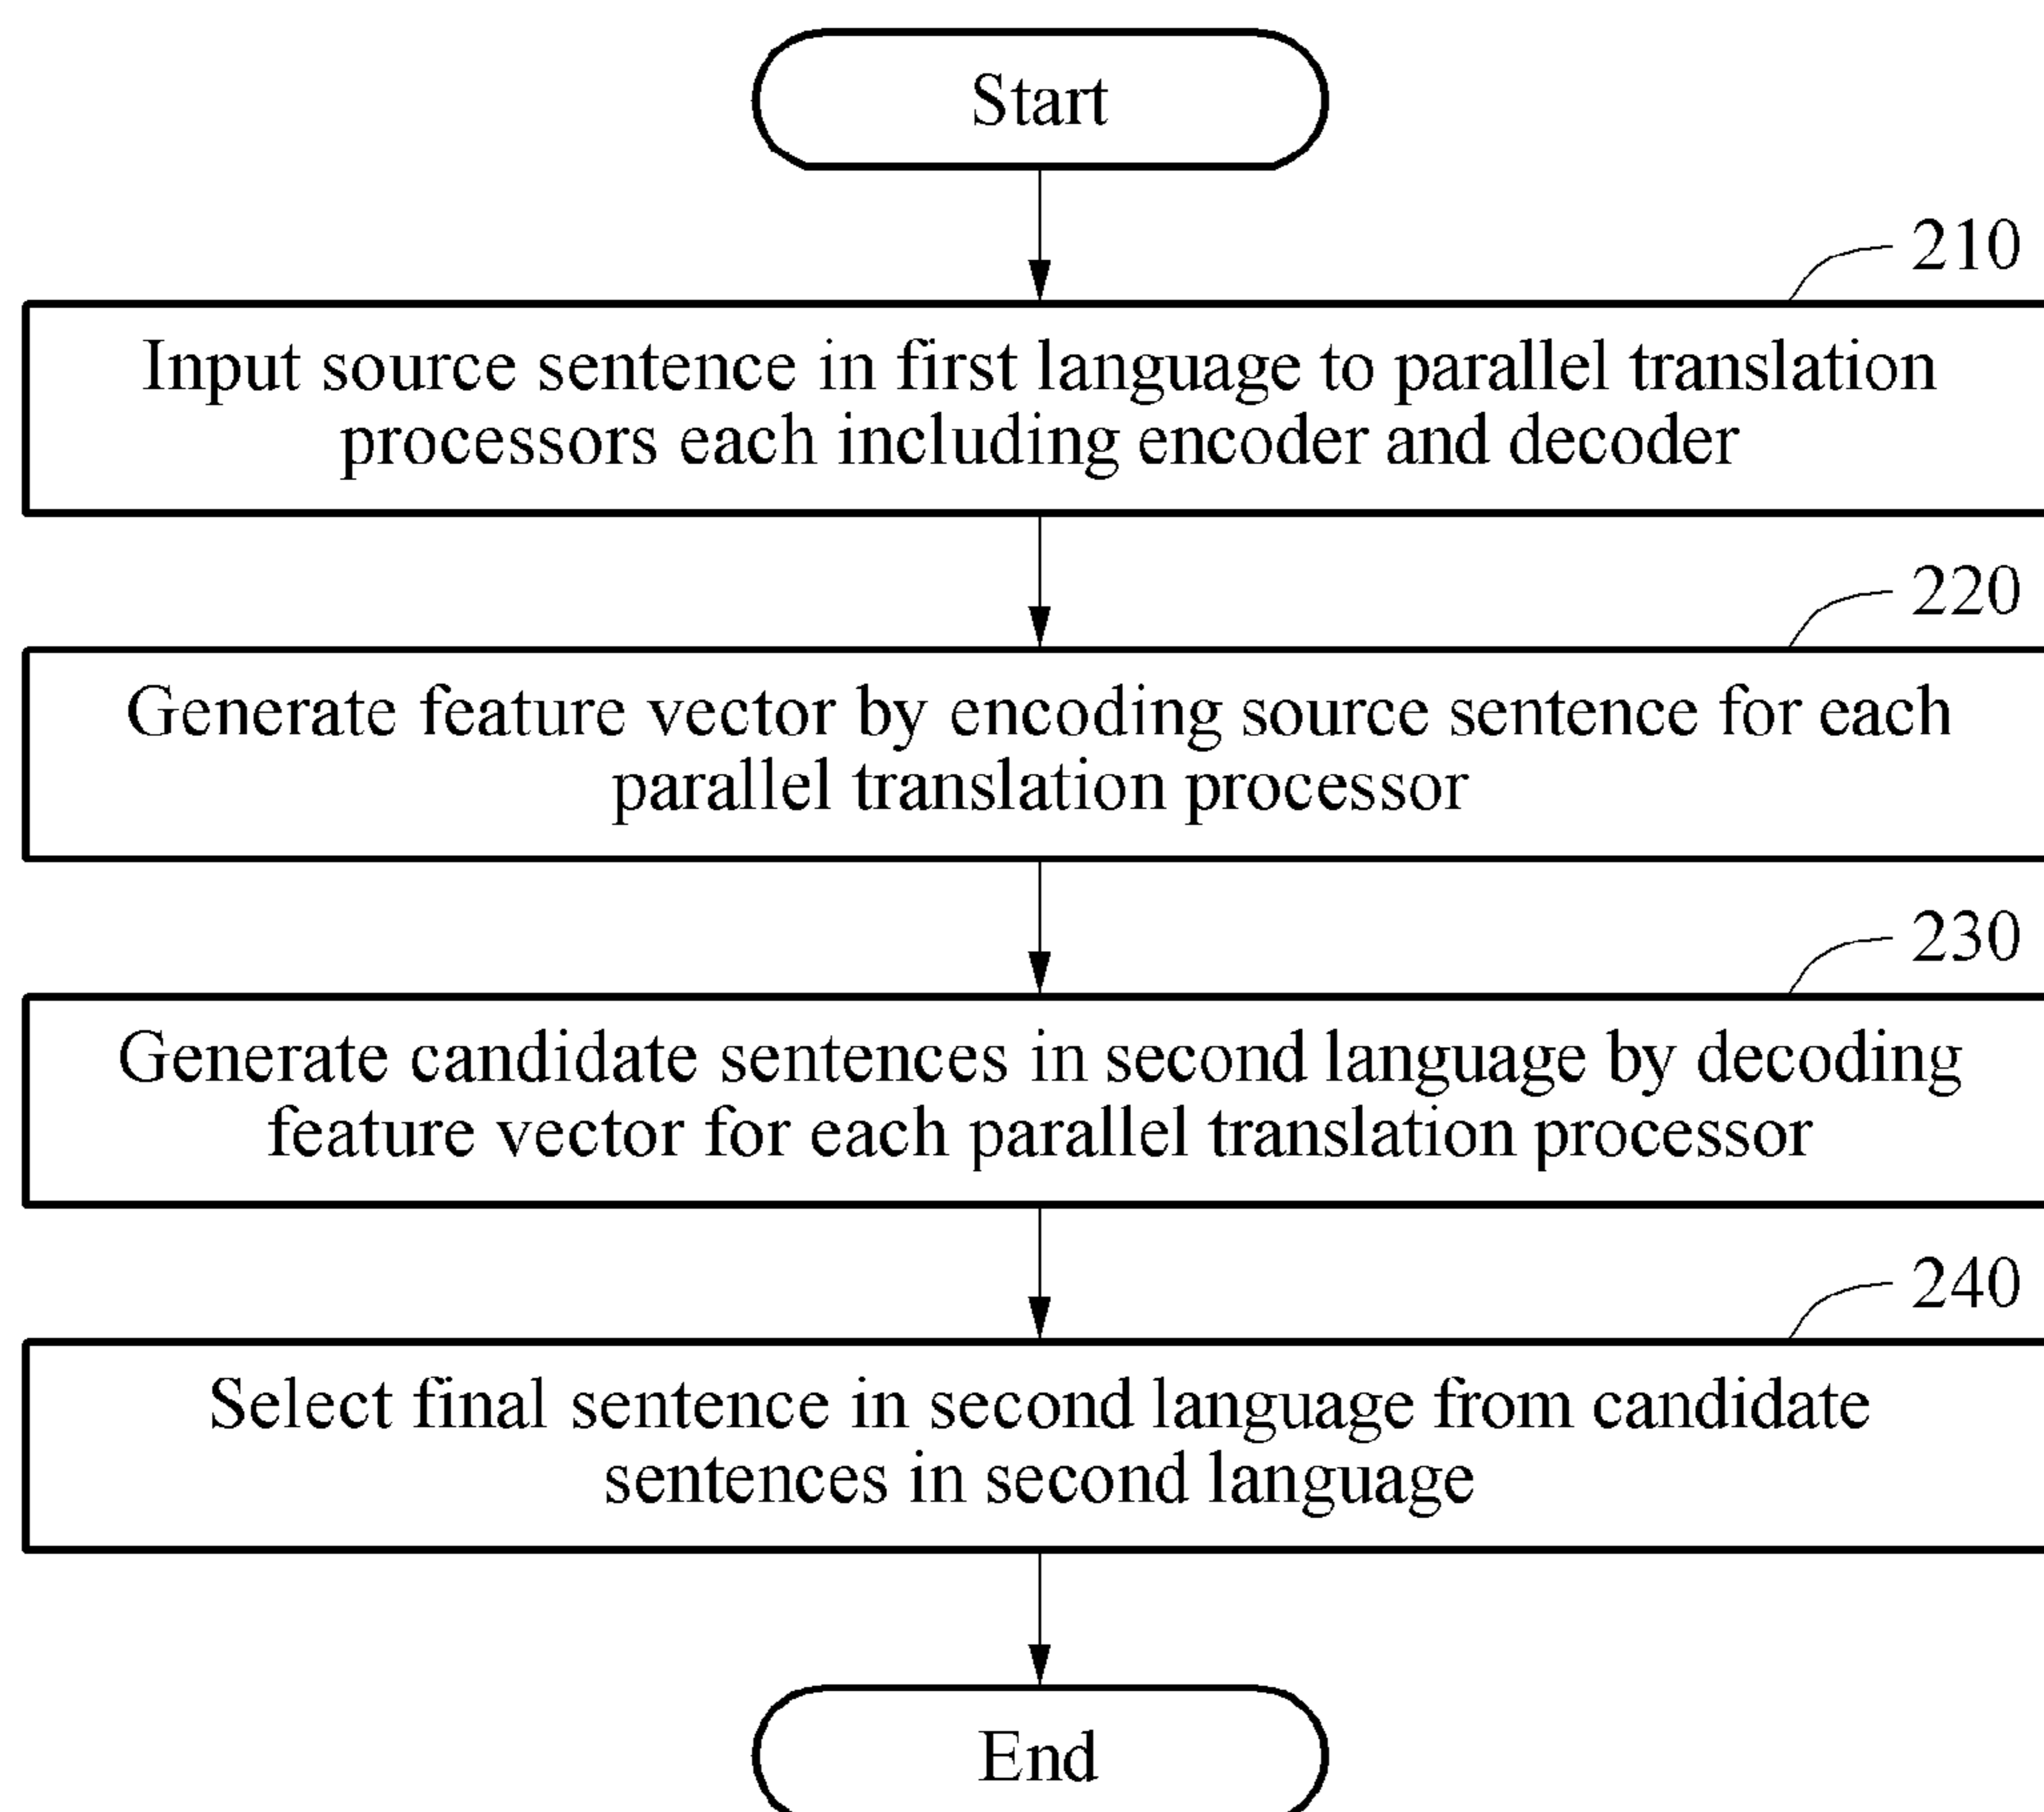 Start
210
Input source sentence in first language to parallel translation
processors each including encoder and decoder
220
Generate feature vector by encoding source sentence for each
parallel translation processor
230
Generate candidate sentences in second language by decoding
feature vector for each parallel translation processor
240
Select final sentence in second language from candidate
sentences in second language
End